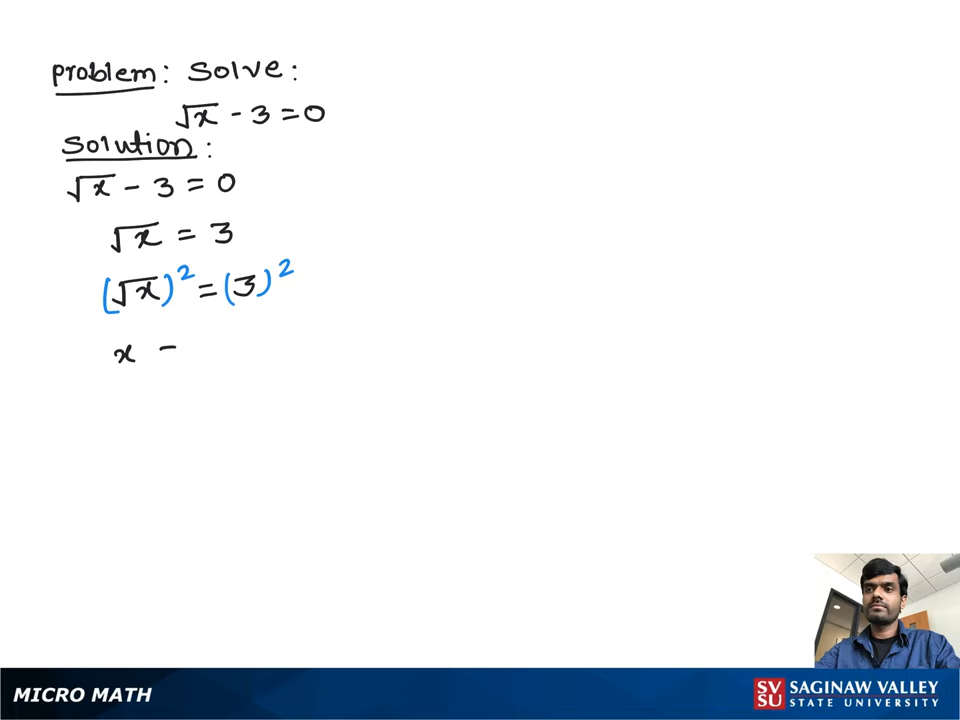 Problem: Solve:
√x - 3 = 0
Solution:
√x - 3 = 0
√x = 3
(√x)² = (3)²
x -
MICRO MATH
SV SU SAGINAW VALLEY
STATE UNIVERSITY